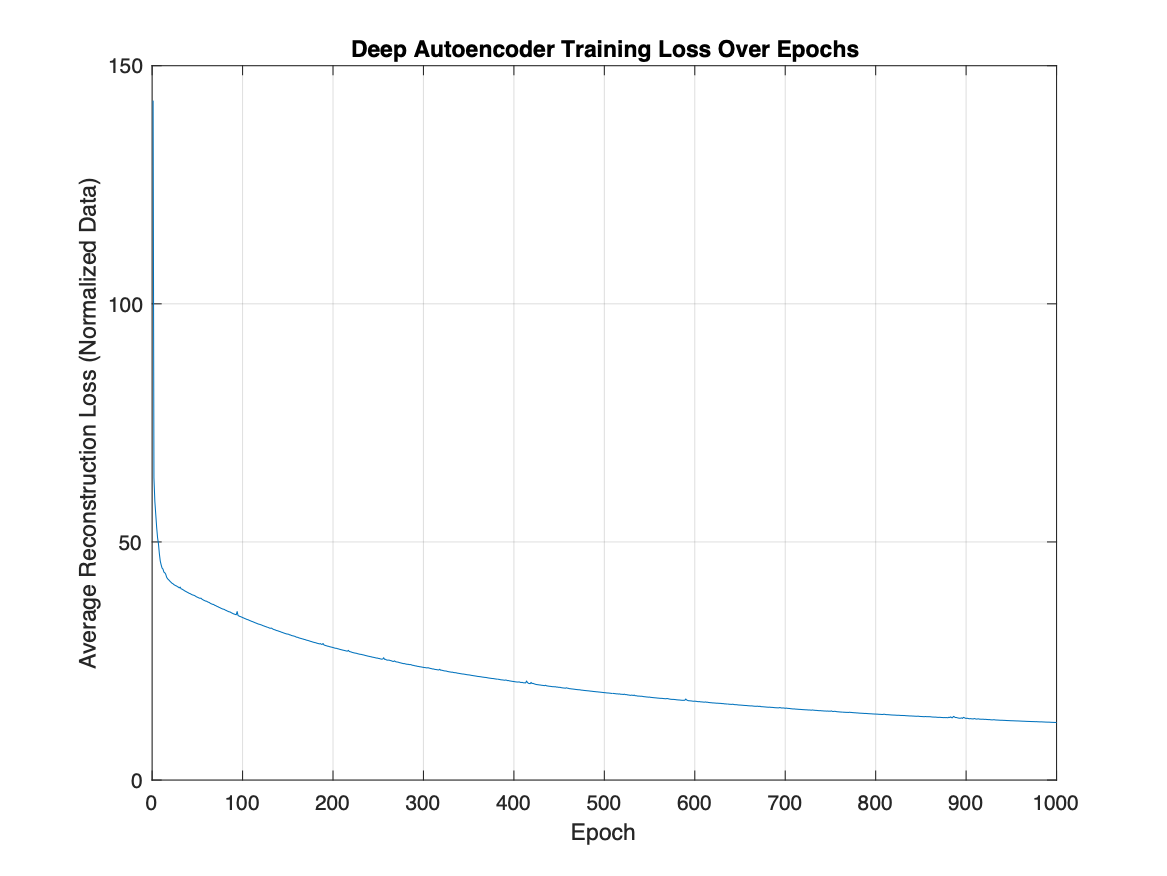 Deep Autoencoder Training Loss Over Epochs
150
100
50
0
Average Reconstruction Loss (Normalized Data)
0 100 200 300 400 500 600 700 800 900 1000
Epoch